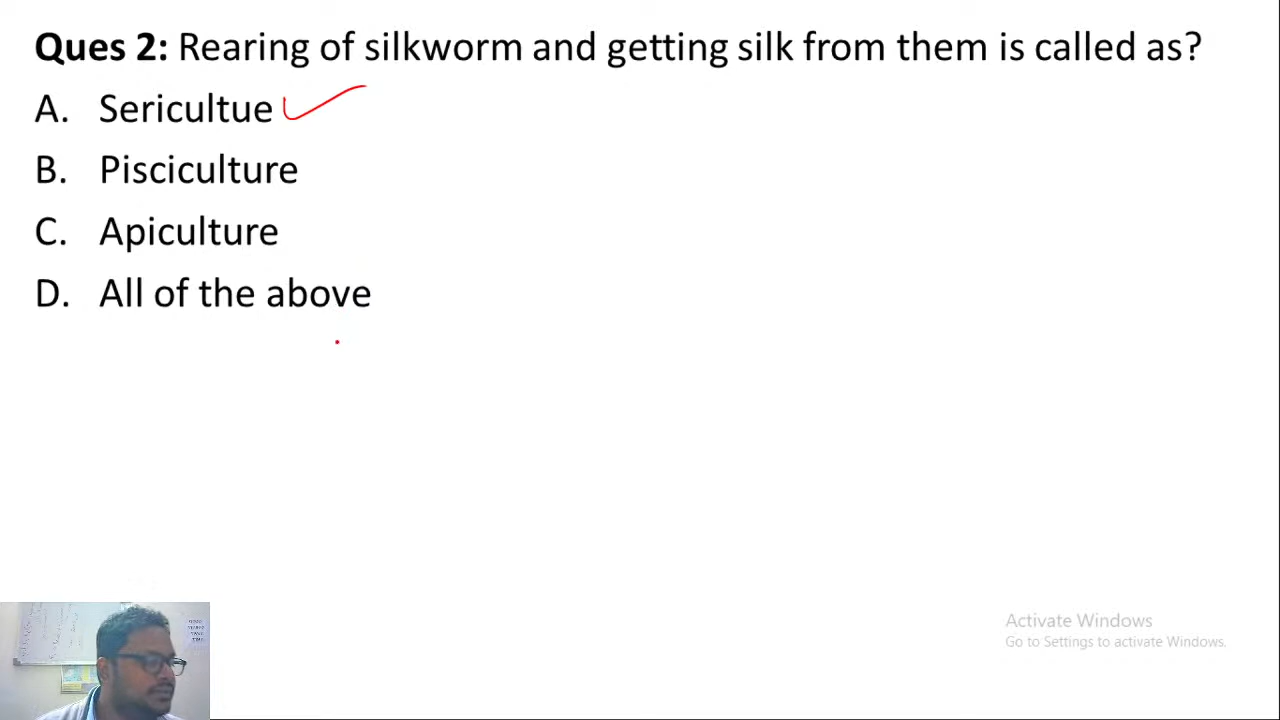 Ques 2: Rearing of silkworm and getting silk from them is called as?
A. Sericultue
B. Pisciculture
C. Apiculture
D. All of the above
Activate Windows
Go to Settings to activate Windows.